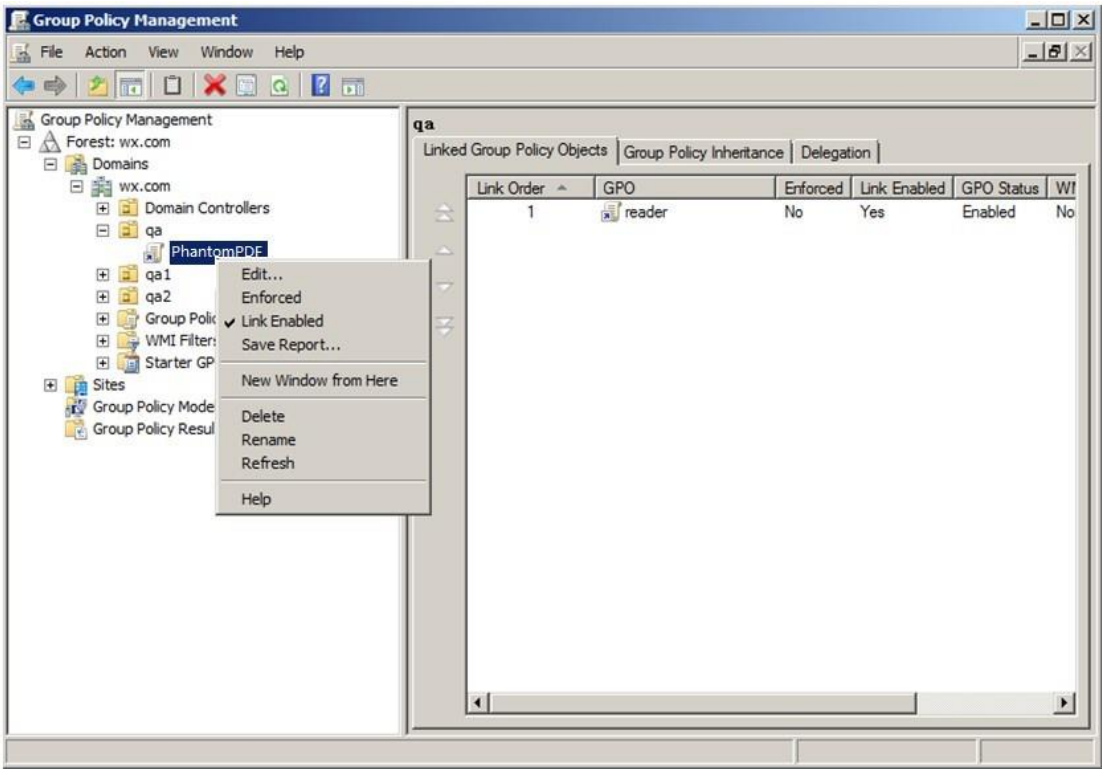 Group Policy Management
File Action View Window Help
Group Policy Management
Forest: wx.com
Domains
wx.com
Domain Controllers
qa
PhantomPDF
qa1
qa2
Group Polic
WMI Filter
Starter GP
Sites
Group Policy Mode
Group Policy Resul
Edit...
Enforced
Link Enabled
Save Report...
New Window from Here
Delete
Rename
Refresh
Help
qa
Linked Group Policy Objects Group Policy Inheritance Delegation
Link Order GPO Enforced Link Enabled GPO Status WI
1 reader No Yes Enabled No